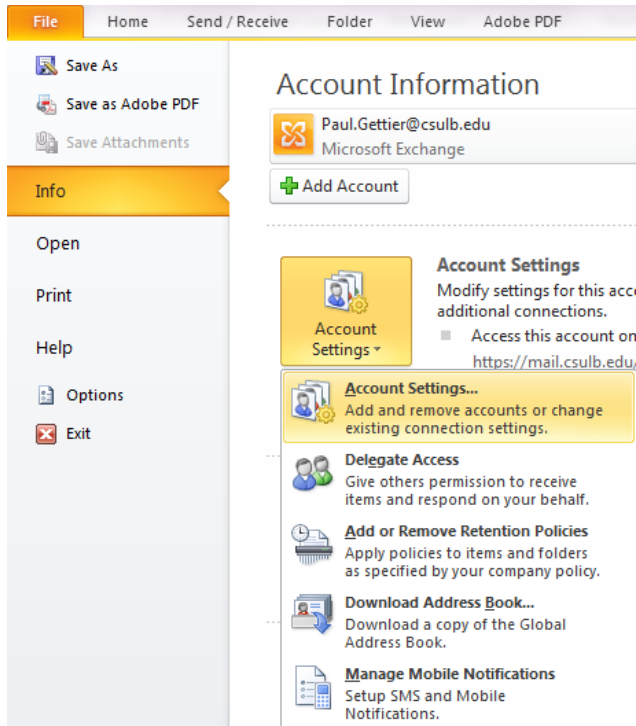 File Home Send / Receive Folder View Adobe PDF
Save As
Save as Adobe PDF
Save Attachments
Info
Open
Print
Help
Options
Exit
Account Information
Paul.Gettier@csulb.edu
Microsoft Exchange
Add Account
Account
Settings
Account Settings
Modify settings for this acc
additional connections.
Access this account on
https://mail.csulb.edu/
Account Settings...
Add and remove accounts or change
existing connection settings.
Delegate Access
Give others permission to receive
items and respond on your behalf.
Add or Remove Retention Policies
Apply policies to items and folders
as specified by your company policy.
Download Address Book...
Download a copy of the Global
Address Book.
Manage Mobile Notifications
Setup SMS and Mobile
Notifications.